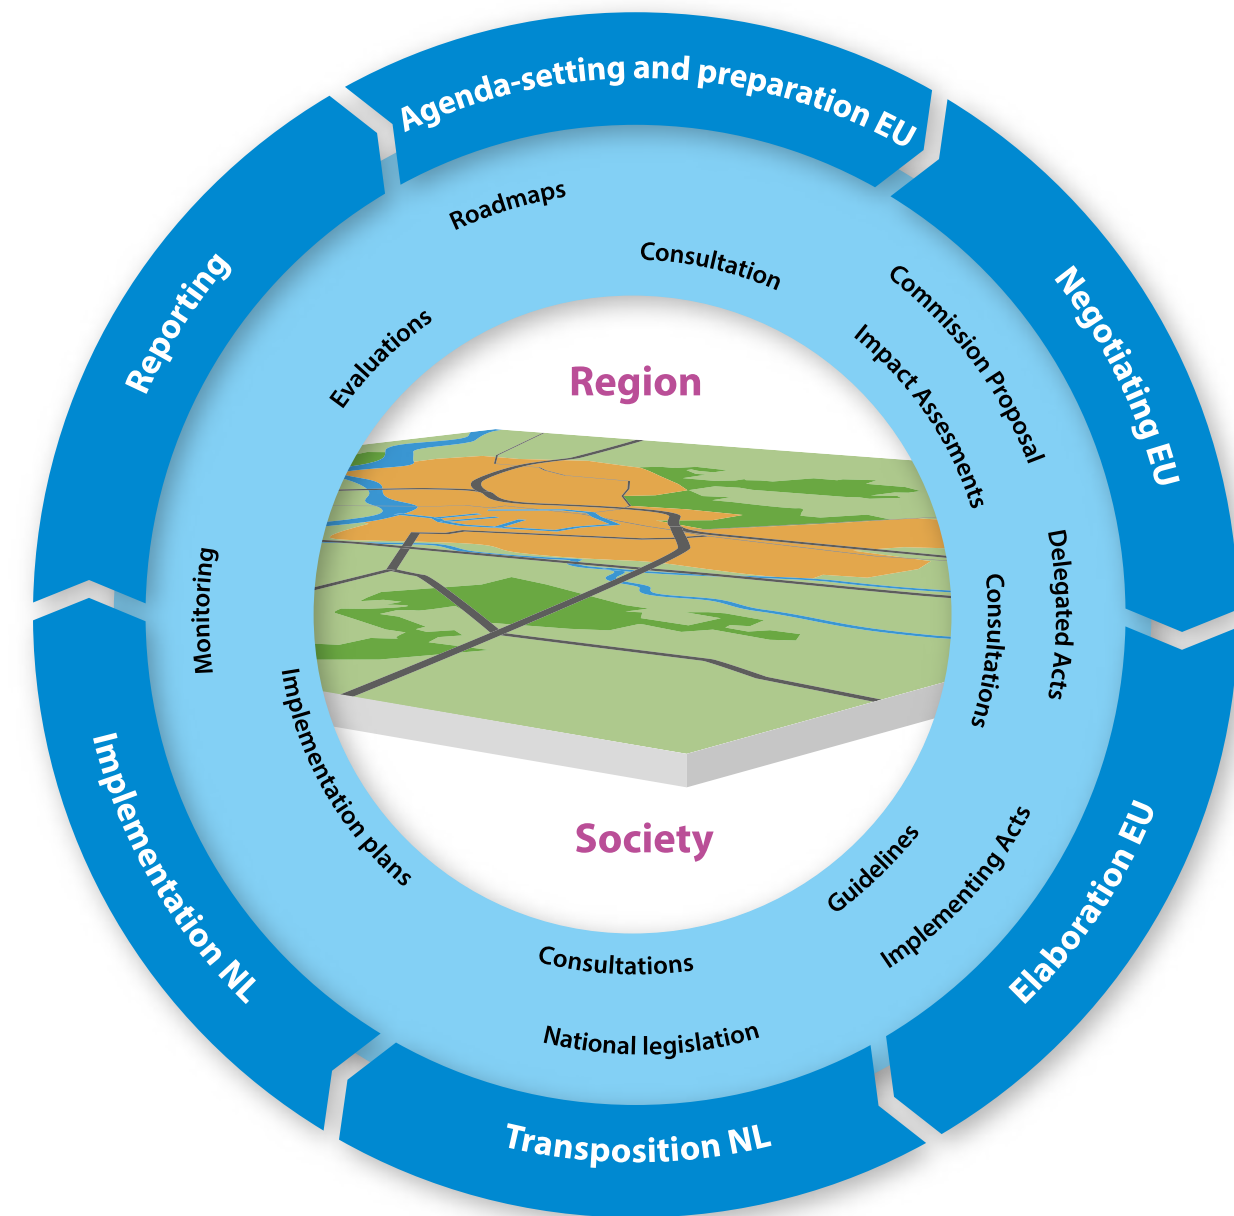 Agenda-setting and preparation EU
Negotiating EU
Elaboration EU
Transposition NL
Implementation NL
Reporting
Roadmaps
Consultation
Commission Proposal
Impact Assesments
Delegated Acts
Consultations
Implementing Acts
Guidelines
Consultations
National legislation
Implementation plans
Monitoring
Evaluations
Region
Society